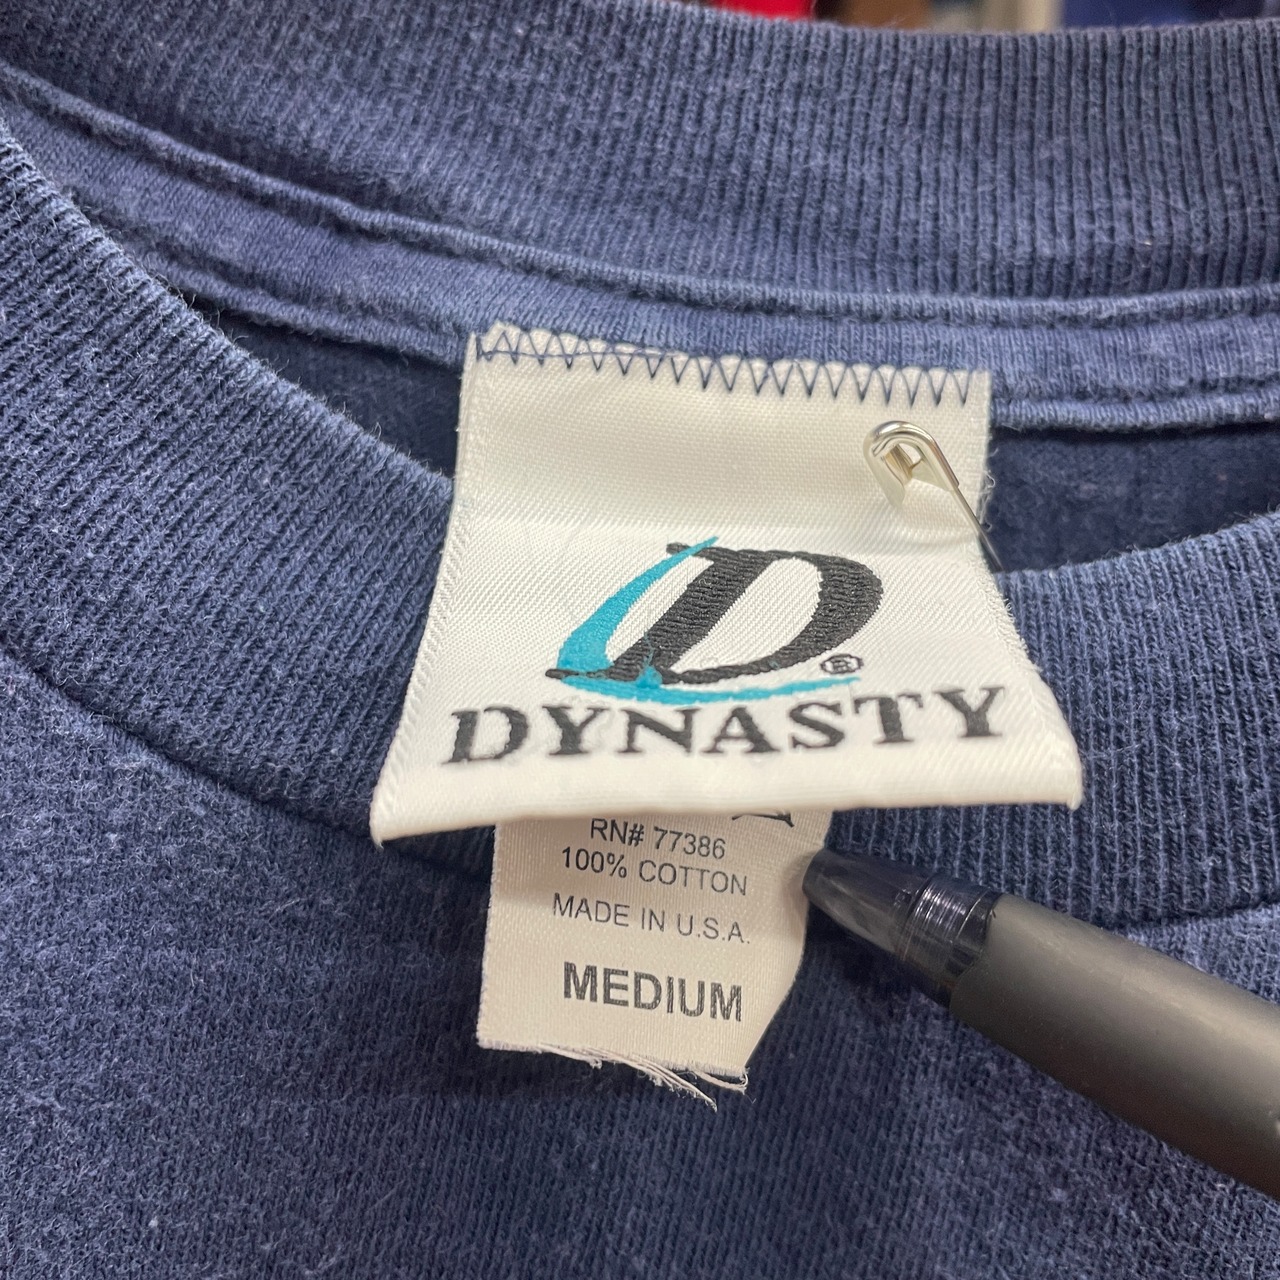 D®
DYNASTY
RN# 77386
100% COTTON
MADE IN U.S.A.
MEDIUM